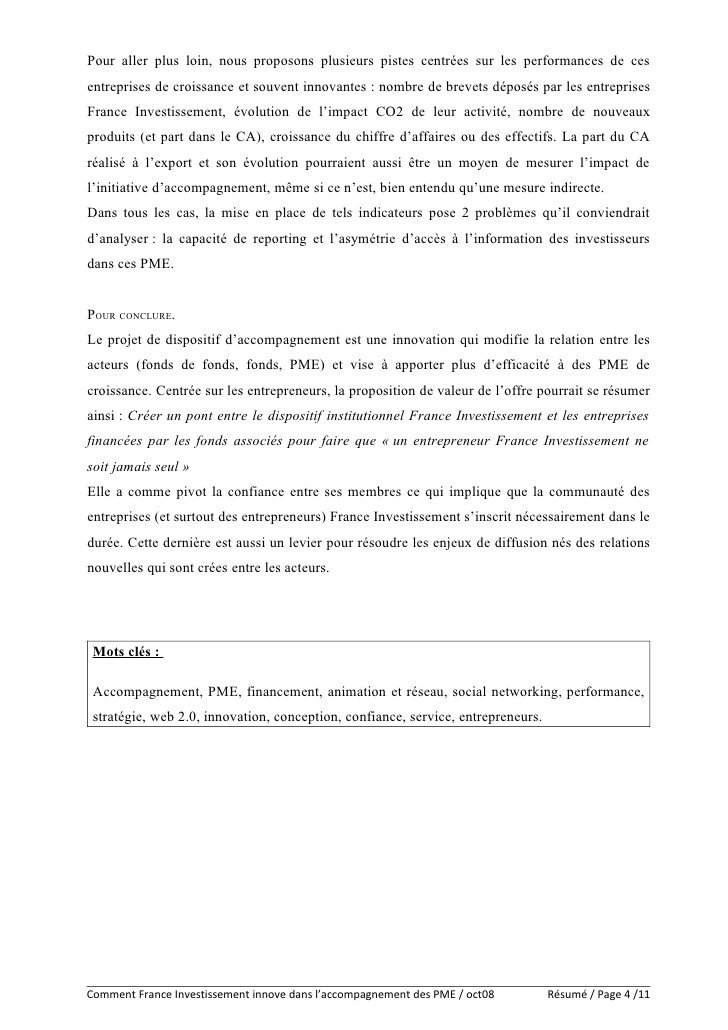 Pour aller plus loin, nous proposons plusieurs pistes centrées sur les performances de ces
entreprises de croissance et souvent innovantes : nombre de brevets déposés par les entreprises
France Investissement, évolution de l’impact CO2 de leur activité, nombre de nouveaux
produits (et part dans le CA), croissance du chiffre d’affaires ou des effectifs. La part du CA
réalisé à l’export et son évolution pourraient aussi être un moyen de mesurer l’impact de
l’initiative d’accompagnement, même si ce n’est, bien entendu qu’une mesure indirecte.
Dans tous les cas, la mise en place de tels indicateurs pose 2 problèmes qu’il conviendrait
d’analyser : la capacité de reporting et l’asymétrie d’accès à l’information des investisseurs
dans ces PME.
POUR CONCLURE.
Le projet de dispositif d’accompagnement est une innovation qui modifie la relation entre les
acteurs (fonds de fonds, fonds, PME) et vise à apporter plus d’efficacité à des PME de
croissance. Centrée sur les entrepreneurs, la proposition de valeur de l’offre pourrait se résumer
ainsi : Créer un pont entre le dispositif institutionnel France Investissement et les entreprises
financées par les fonds associés pour faire que « un entrepreneur France Investissement ne
soit jamais seul »
Elle a comme pivot la confiance entre ses membres ce qui implique que la communauté des
entreprises (et surtout des entrepreneurs) France Investissement s’inscrit nécessairement dans le
durée. Cette dernière est aussi un levier pour résoudre les enjeux de diffusion nés des relations
nouvelles qui sont crées entre les acteurs.
Mots clés :
Accompagnement, PME, financement, animation et réseau, social networking, performance,
stratégie, web 2.0, innovation, conception, confiance, service, entrepreneurs.
Comment France Investissement innove dans l’accompagnement des PME / oct08 Résumé / Page 4 /11